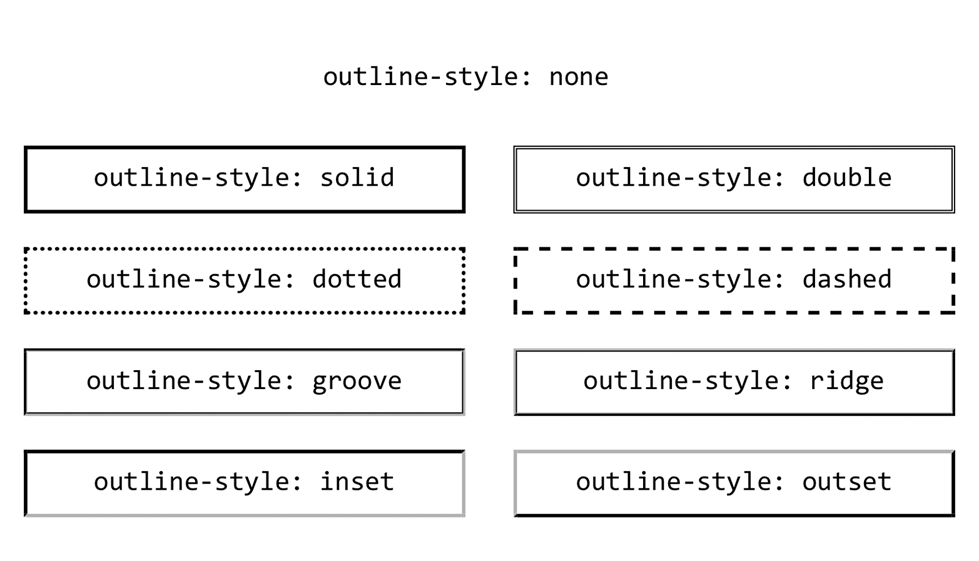 outline-style: none
outline-style: solid
outline-style: double
outline-style: dotted
outline-style: dashed
outline-style: groove
outline-style: ridge
outline-style: inset
outline-style: outset